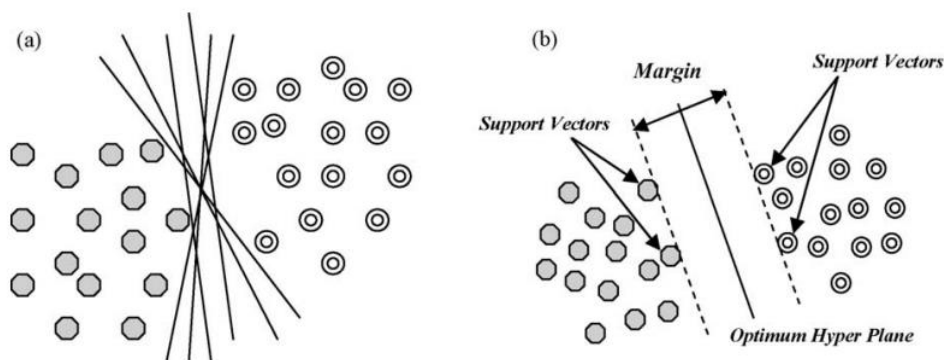 (a)
(b)
Support Vectors
Margin
Support Vectors
Optimum Hyper Plane